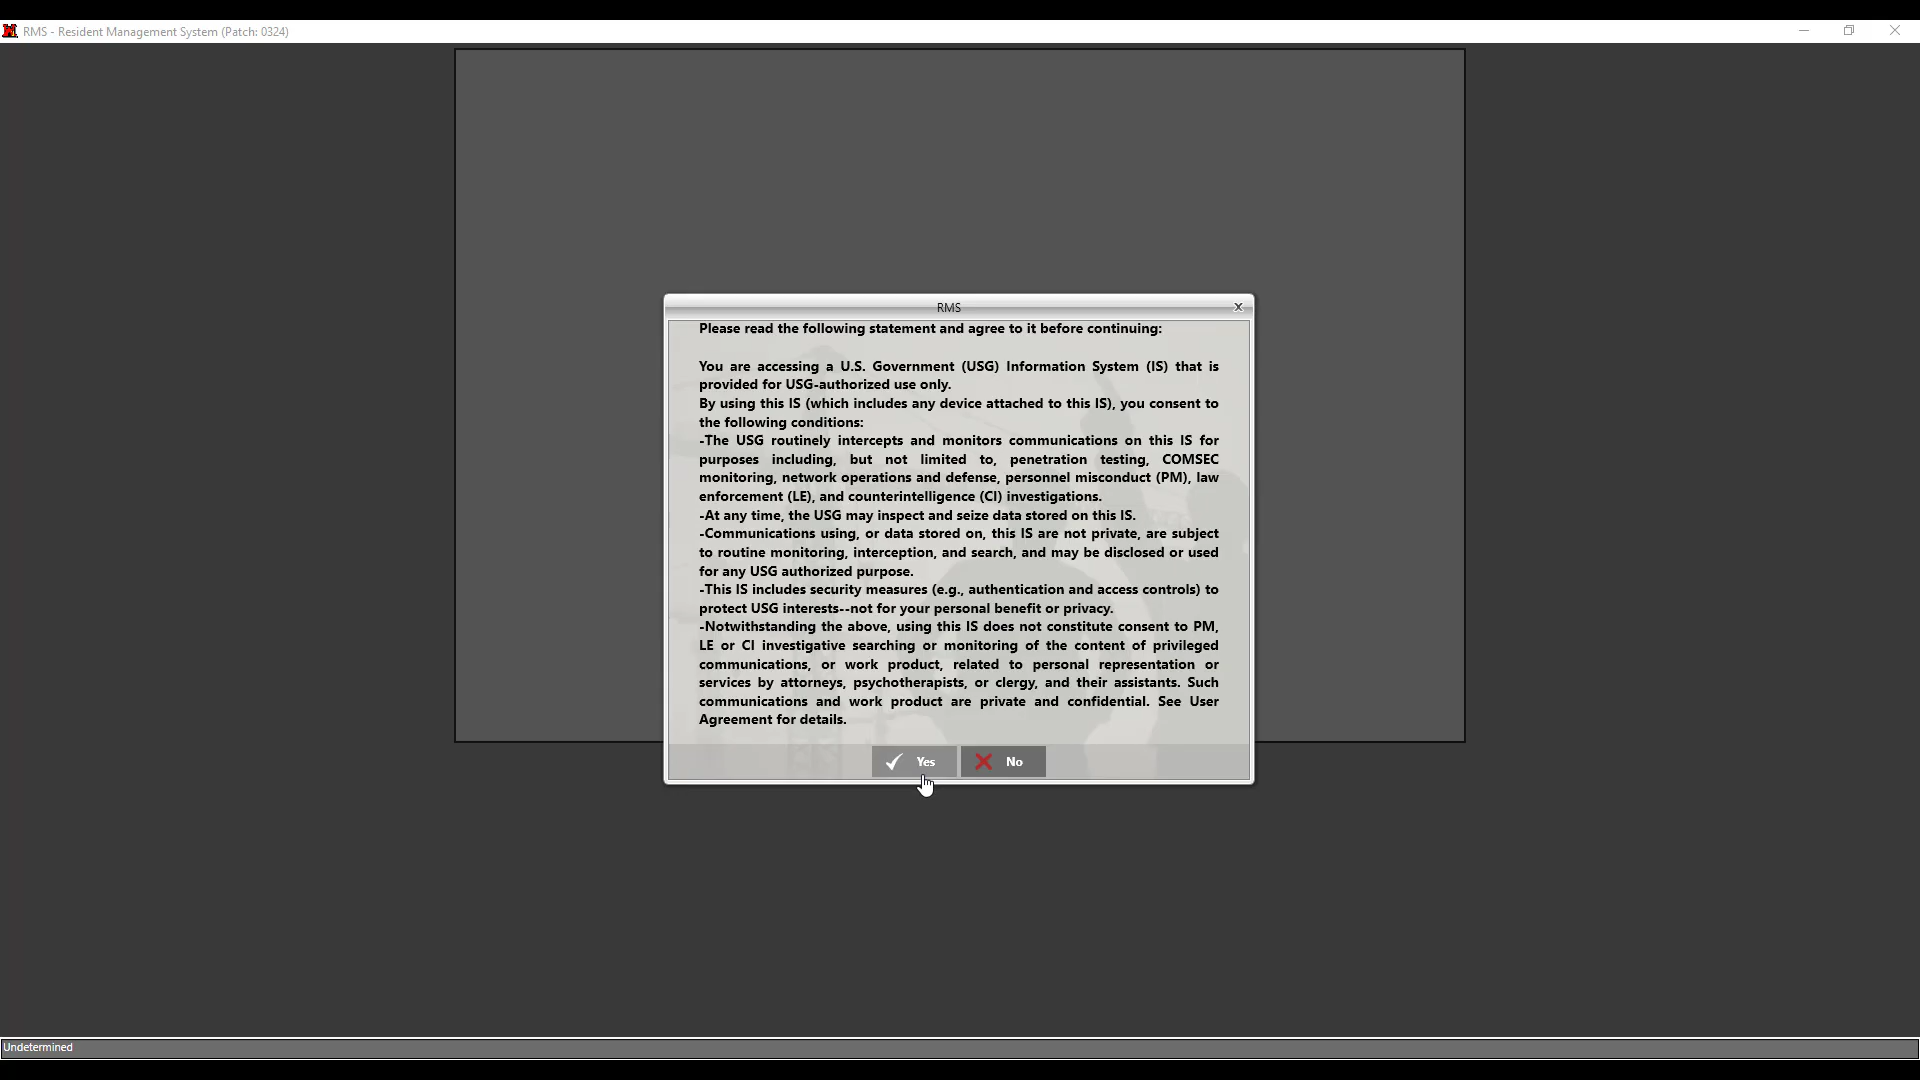 RMS - Resident Management System (Patch: 0324)
RMS
Please read the following statement and agree to it before continuing:
You are accessing a U.S. Government (USG) Information System (IS) that is
provided for USG-authorized use only.
By using this IS (which includes any device attached to this IS), you consent to
the following conditions:
-The USG routinely intercepts and monitors communications on this IS for
purposes including, but not limited to, penetration testing, COMSEC
monitoring, network operations and defense, personnel misconduct (PM), law
enforcement (LE), and counterintelligence (CI) investigations.
-At any time, the USG may inspect and seize data stored on this IS.
-Communications using, or data stored on, this IS are not private, are subject
to routine monitoring, interception, and search, and may be disclosed or used
for any USG authorized purpose.
-This IS includes security measures (e.g., authentication and access controls) to
protect USG interests--not for your personal benefit or privacy.
-Notwithstanding the above, using this IS does not constitute consent to PM,
LE or CI investigative searching or monitoring of the content of privileged
communications, or work product, related to personal representation or
services by attorneys, psychotherapists, or clergy, and their assistants. Such
communications and work product are private and confidential. See User
Agreement for details.
Yes No
Undetermined